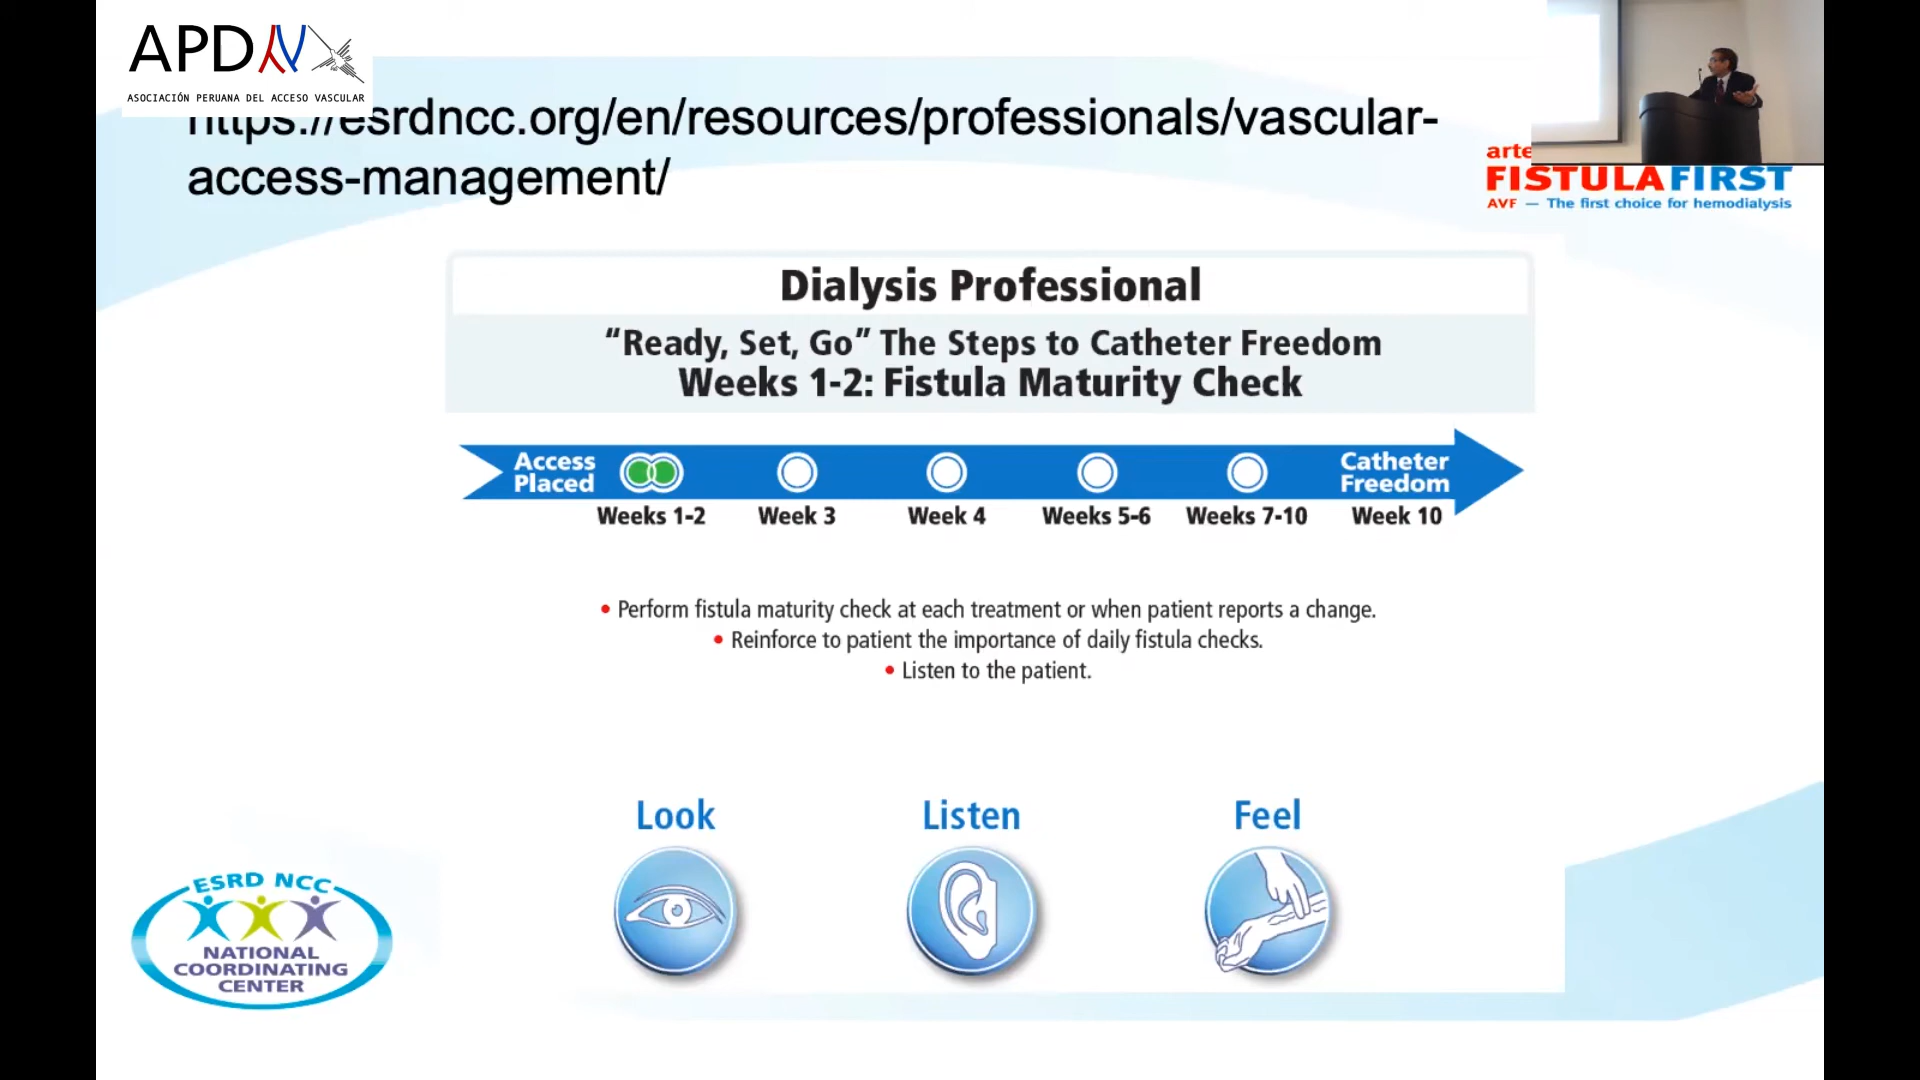 APDAV
ASOCIACIÓN PERUANA DEL ACCESO VASCULAR
https://esrdncc.org/en/resources/professionals/vascular-
access-management/
arte
FISTULA FIRST
AVF — The first choice for hemodialysis
Dialysis Professional
“Ready, Set, Go” The Steps to Catheter Freedom
Weeks 1-2: Fistula Maturity Check
Access
Placed
Catheter
Freedom
Weeks 1-2 Week 3 Week 4 Weeks 5-6 Weeks 7-10 Week 10
• Perform fistula maturity check at each treatment or when patient reports a change.
• Reinforce to patient the importance of daily fistula checks.
• Listen to the patient.
Look Listen Feel
ESRD NCC
NATIONAL
COORDINATING
CENTER